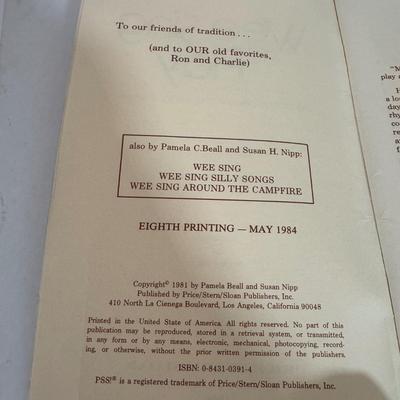 To our friends of tradition . . .
(and to OUR old favorites,
Ron and Charlie)
also by Pamela C.Beall and Susan H. Nipp:
WEE SING
WEE SING SILLY SONGS
WEE SING AROUND THE CAMPFIRE
EIGHTH PRINTING — MAY 1984
Copyright© 1981 by Pamela Beall and Susan Nipp
Published by Price/Stern/Sloan Publishers, Inc.
410 North La Cienega Boulevard, Los Angeles, California 90048
Printed in the United States of America. All rights reserved. No part of this
publication may be reproduced, stored in a retrieval system, or transmitted,
in any form or by any means, electronic, mechanical, photocopying, record-
ing, or otherwise, without the prior written permission of the publishers.
ISBN: 0-8431-0391-4
PSS!® is a registered trademark of Price/Stern/Sloan Publishers, Inc.
"M
play a
H
a lo
day
rhy
co
re
a
f